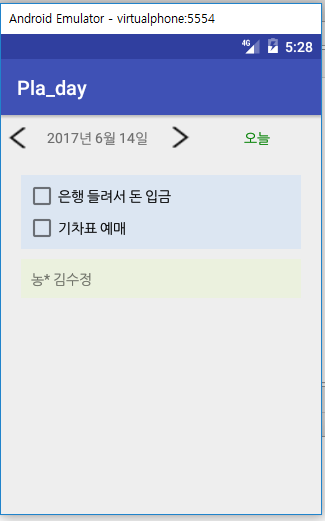 Android Emulator - virtualphone:5554
4G 5:28
Pla_day
2017년 6월 14일 오늘
은행 들려서 돈 입금
기차표 예매
농* 김수정